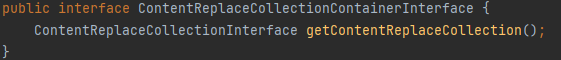 public interface ContentReplaceCollectionContainerInterface {
    ContentReplaceCollectionInterface getContentReplaceCollection();
}